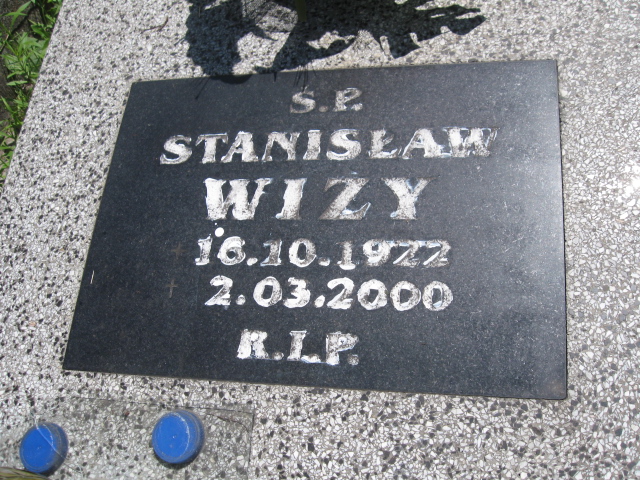 S.P.
STANISŁAW
WIZY
16.10.1922
2.03.2000
R.I.P.